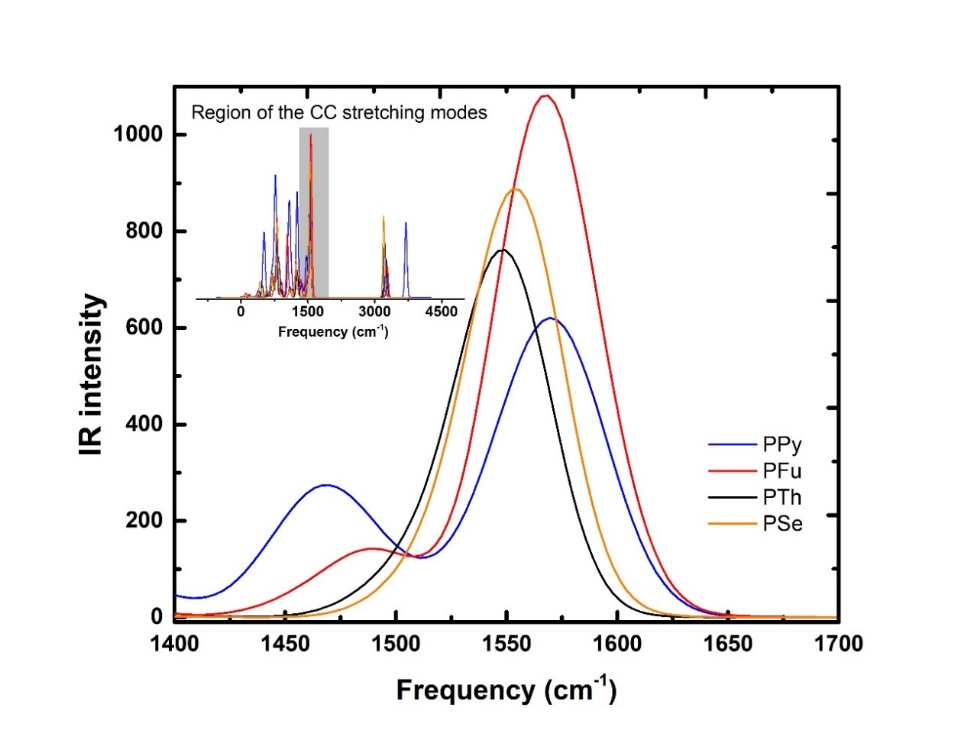 Region of the CC stretching modes
1000
800
600
400
200
0
IR intensity
0 1500 3000 4500
Frequency (cm⁻¹)
PPy
PFu
PTh
PSe
1400 1450 1500 1550 1600 1650 1700
Frequency (cm⁻¹)